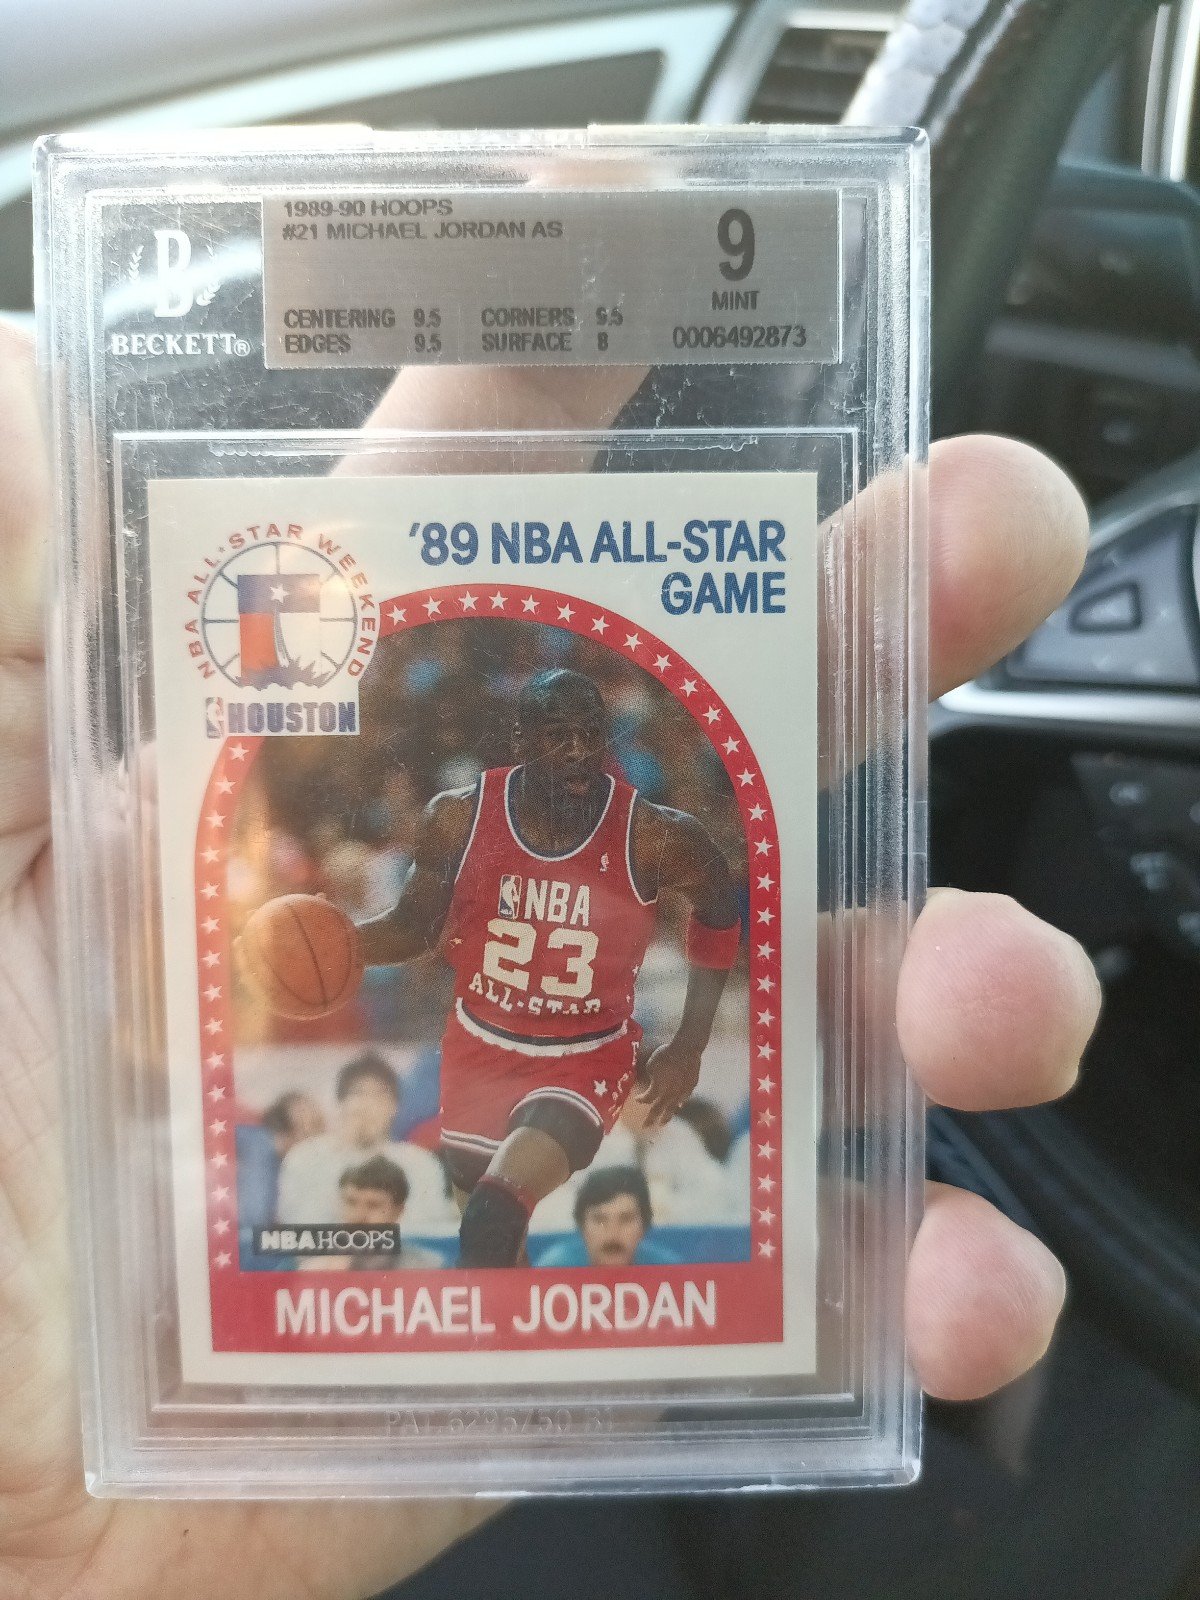 1989-90 HOOPS
#21 MICHAEL JORDAN AS
9
MINT
CENTERING 9.5 CORNERS 9.5
EDGES 9.5 SURFACE 8
0006492873
B
BECKETT®
'89 NBA ALL-STAR
GAME
NBA ALL★STAR WEEKEND
HOUSTON
NBA
23
ALL-STAR
NBAHOOPS
MICHAEL JORDAN